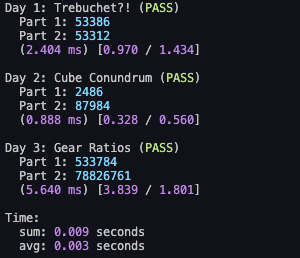 Day 1: Trebuchet?! (PASS)
Part 1: 53386
Part 2: 53312
(2.404 ms) [0.970 / 1.434]
Day 2: Cube Conundrum (PASS)
Part 1: 2486
Part 2: 87984
(0.888 ms) [0.328 / 0.560]
Day 3: Gear Ratios (PASS)
Part 1: 533784
Part 2: 78826761
(5.640 ms) [3.839 / 1.801]
Time:
sum: 0.009 seconds
avg: 0.003 seconds